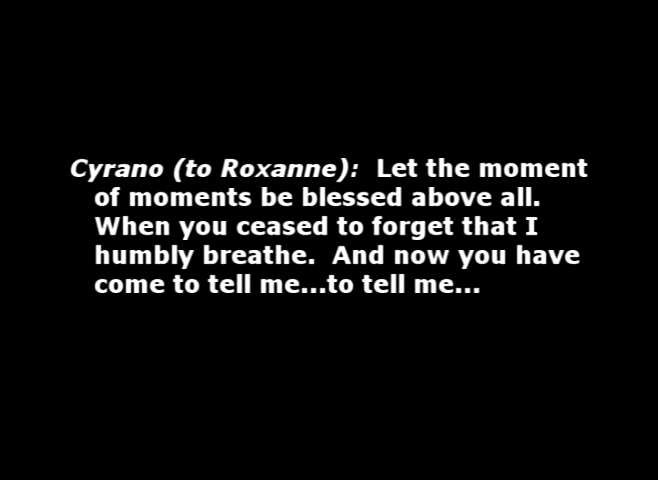 Cyrano (to Roxanne):  Let the moment
of moments be blessed above all.
When you ceased to forget that I
humbly breathe.  And now you have
come to tell me...to tell me...